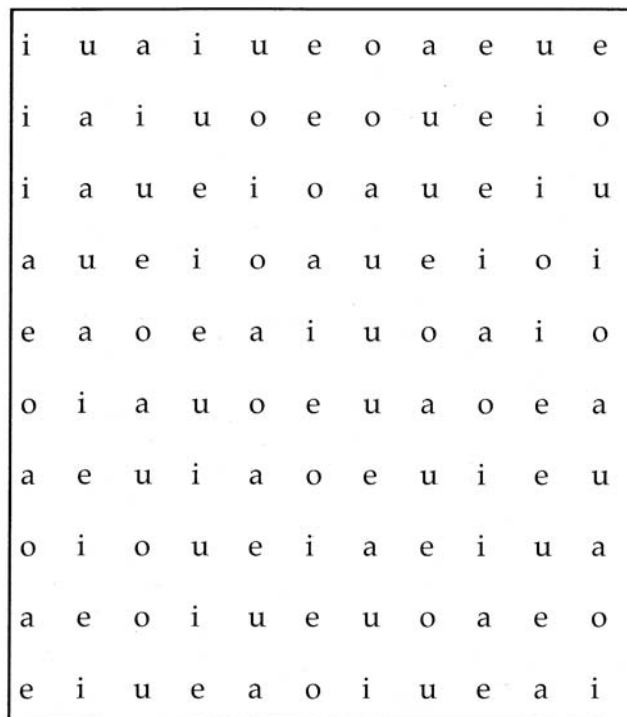 i u a i u e o a e u e
i a i u o e o u e i o
i a u e i o a u e i u
a u e i o a u e i o i
e a o e a i u o a i o
o i a u o e u a o e a
a e u i a o e u i e u
o i o u e i a e i u a
a e o i u e u o a e o
e i u e a o i u e a i